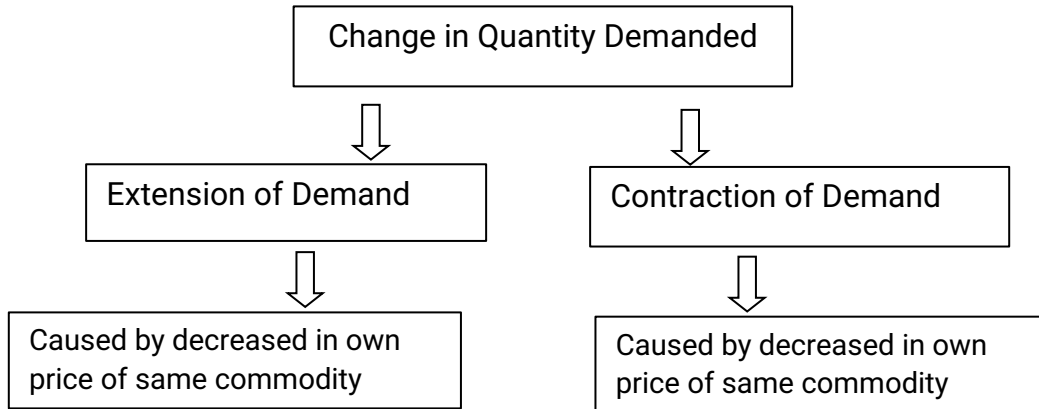 Change in Quantity Demanded
Extension of Demand
Contraction of Demand
Caused by decreased in own
price of same commodity
Caused by decreased in own
price of same commodity